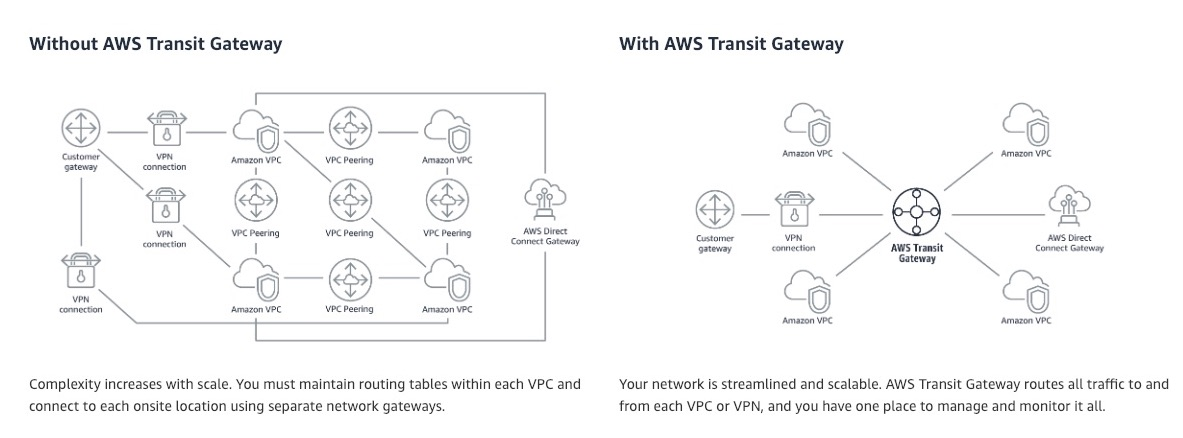 Without AWS Transit Gateway
Customer
gateway
VPN
connection
Amazon VPC
VPC Peering
Amazon VPC
VPN
connection
VPC Peering
VPC Peering
VPC Peering
AWS Direct
Connect Gateway
VPN
connection
Amazon VPC
VPC Peering
Amazon VPC
Complexity increases with scale. You must maintain routing tables within each VPC and
connect to each onsite location using separate network gateways.
With AWS Transit Gateway
Amazon VPC
Amazon VPC
Customer
gateway
VPN
connection
AWS Transit
Gateway
AWS Direct
Connect Gateway
Amazon VPC
Amazon VPC
Your network is streamlined and scalable. AWS Transit Gateway routes all traffic to and
from each VPC or VPN, and you have one place to manage and monitor it all.